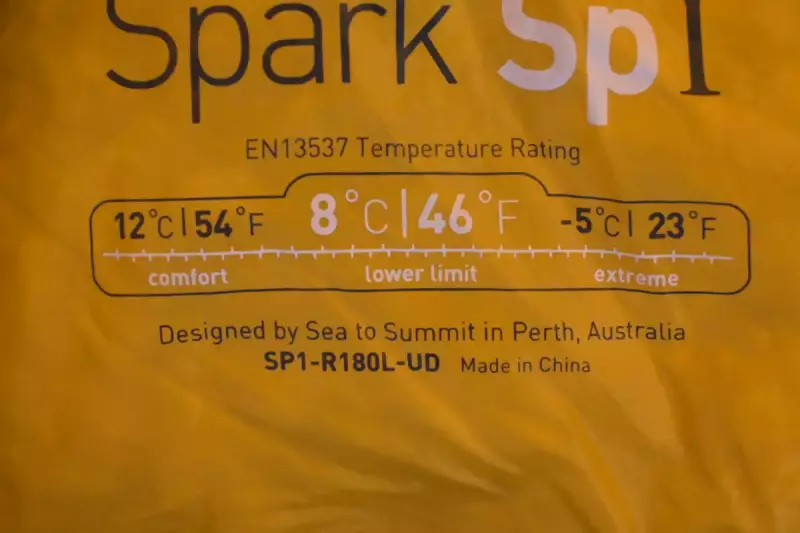 Spark Sp1
EN13537 Temperature Rating
12°C|54°F 8°C|46°F -5°C| 23°F
comfort lower limit extreme
Designed by Sea to Summit in Perth, Australia
SP1-R180L-UD Made in China